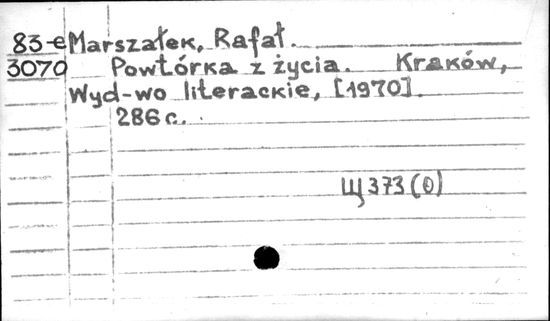 83-е Marszałek, Rafał.
3070 Powtórka z życia. Kraków,
Wyd-wo literackie, [1970].
286 с.
Щ 373 (0)